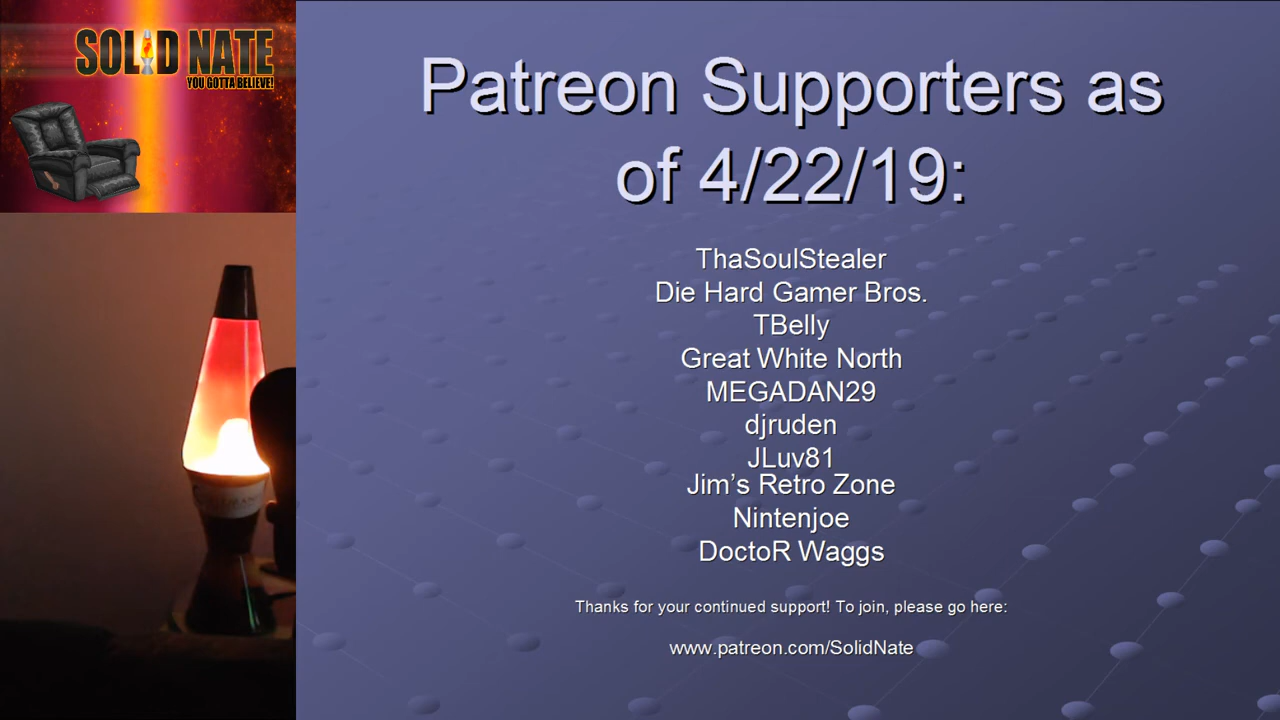 SOLID NATE
YOU GOTTA BELIEVE!
Patreon Supporters as
of 4/22/19:
ThaSoulStealer
Die Hard Gamer Bros.
TBelly
Great White North
MEGADAN29
djruden
JLuv81
Jim’s Retro Zone
Nintenjoe
DoctoR Waggs
Thanks for your continued support! To join, please go here:
www.patreon.com/SolidNate